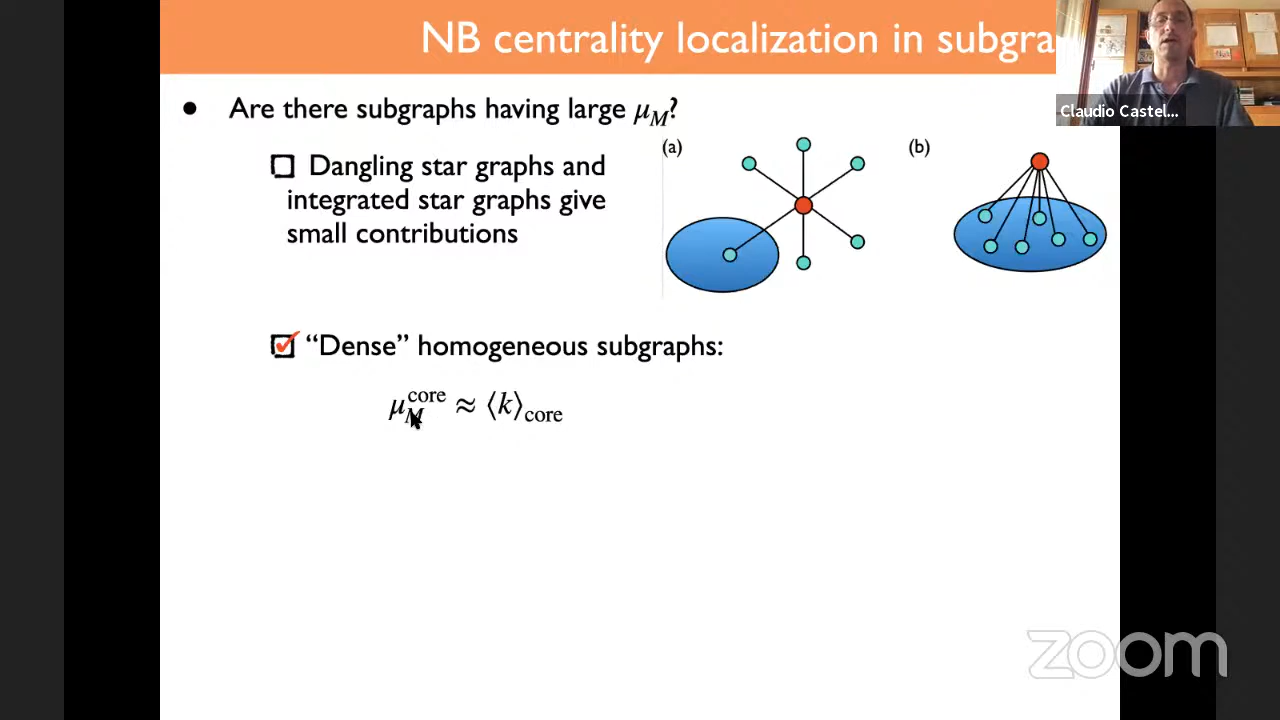 NB centrality localization in subgra
Claudio Castel...
● Are there subgraphs having large μ_M?
Dangling star graphs and
integrated star graphs give
small contributions
(a)
(b)
“Dense” homogeneous subgraphs:
μ_M^core ≈ ⟨k⟩_core
zoom